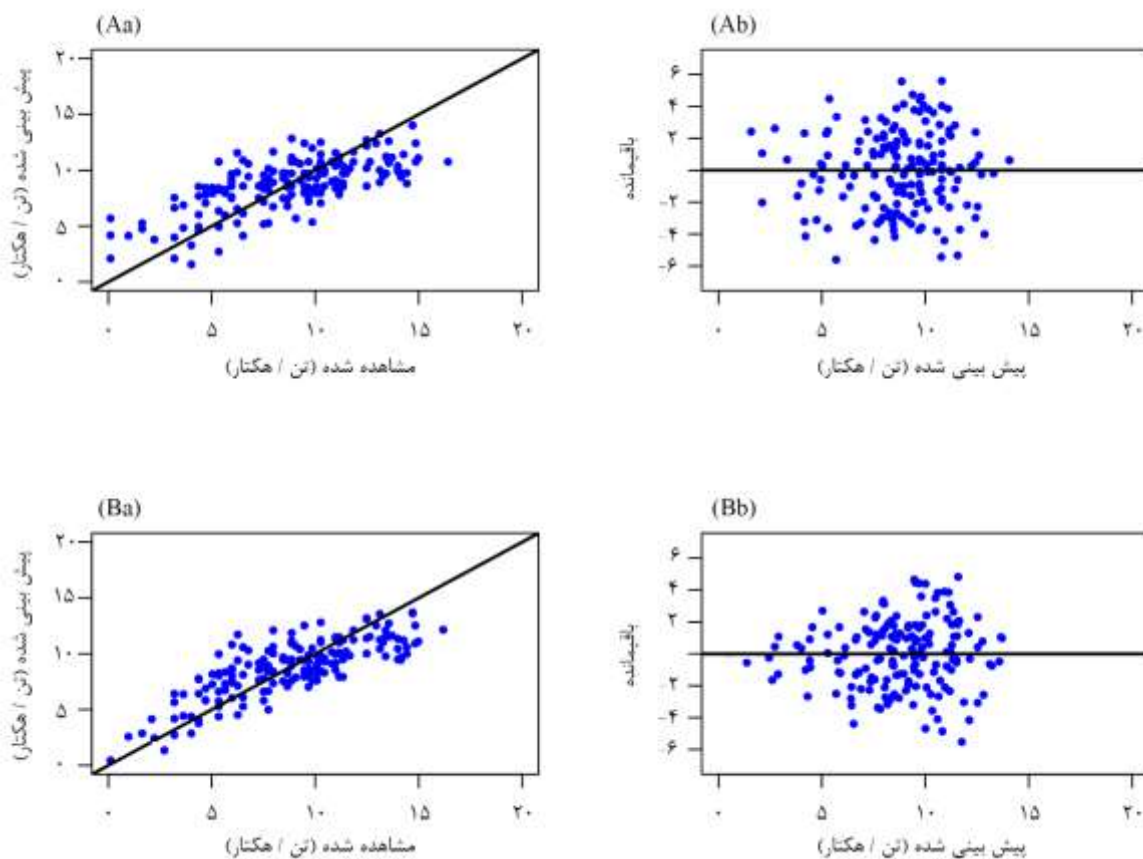 (Aa)
پیش بینی شده (تن / هکتار)
۲۰
۱۵
۱۰
۵
۰
۰ ۵ ۱۰ ۱۵ ۲۰
مشاهده شده (تن / هکتار)
(Ab)
باقیمانده
۶
۴
۲
-۲
-۴
-۶
۰ ۵ ۱۰ ۱۵ ۲۰
پیش بینی شده (تن / هکتار)
(Ba)
پیش بینی شده (تن / هکتار)
۲۰
۱۵
۱۰
۵
۰
۰ ۵ ۱۰ ۱۵ ۲۰
مشاهده شده (تن / هکتار)
(Bb)
باقیمانده
۶
۴
۲
-۲
-۴
-۶
۰ ۵ ۱۰ ۱۵ ۲۰
پیش بینی شده (تن / هکتار)